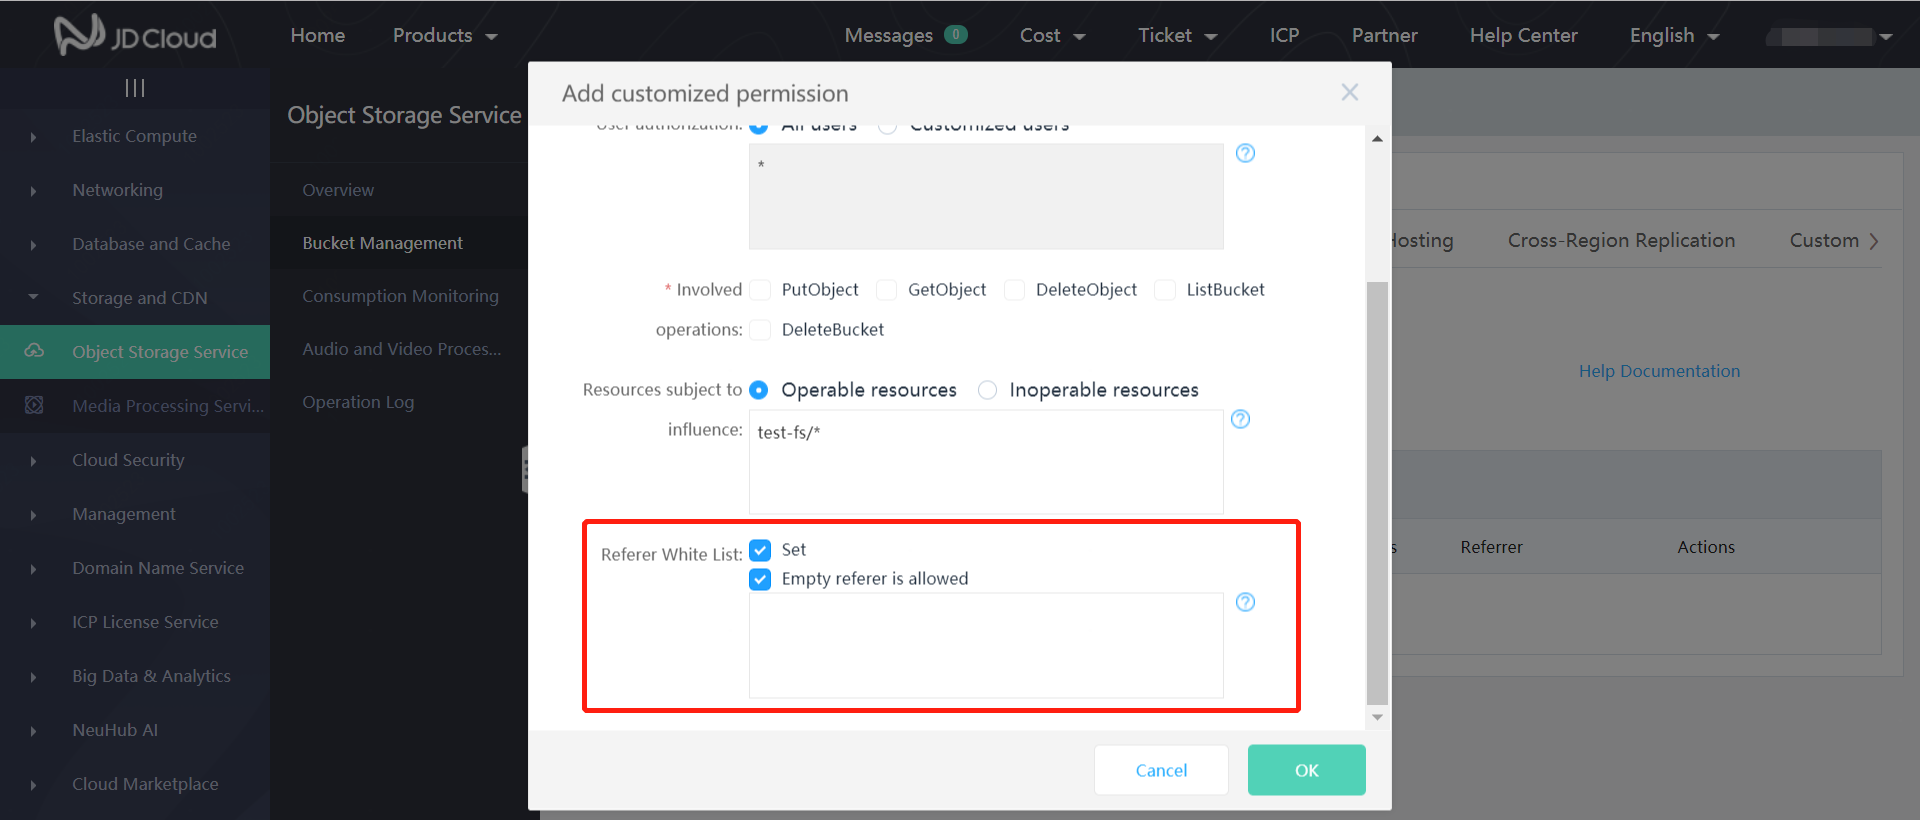 JD Cloud
Home
Products
Messages 0
Cost
Ticket
ICP
Partner
Help Center
English
Elastic Compute
Networking
Database and Cache
Storage and CDN
Object Storage Service
Media Processing Servi...
Cloud Security
Management
Domain Name Service
ICP License Service
Big Data & Analytics
NeuHub AI
Cloud Marketplace
Object Storage Service
Overview
Bucket Management
Consumption Monitoring
Audio and Video Proces...
Operation Log
Add customized permission
User authorization: All users Customized users
*
?
* Involved operations:
PutObject GetObject DeleteObject ListBucket
DeleteBucket
Resources subject to influence:
Operable resources Inoperable resources
test-fs/*
?
Referer White List: Set
Empty referer is allowed
?
Cancel
OK
Hosting
Cross-Region Replication
Custom
Help Documentation
s
Referrer
Actions